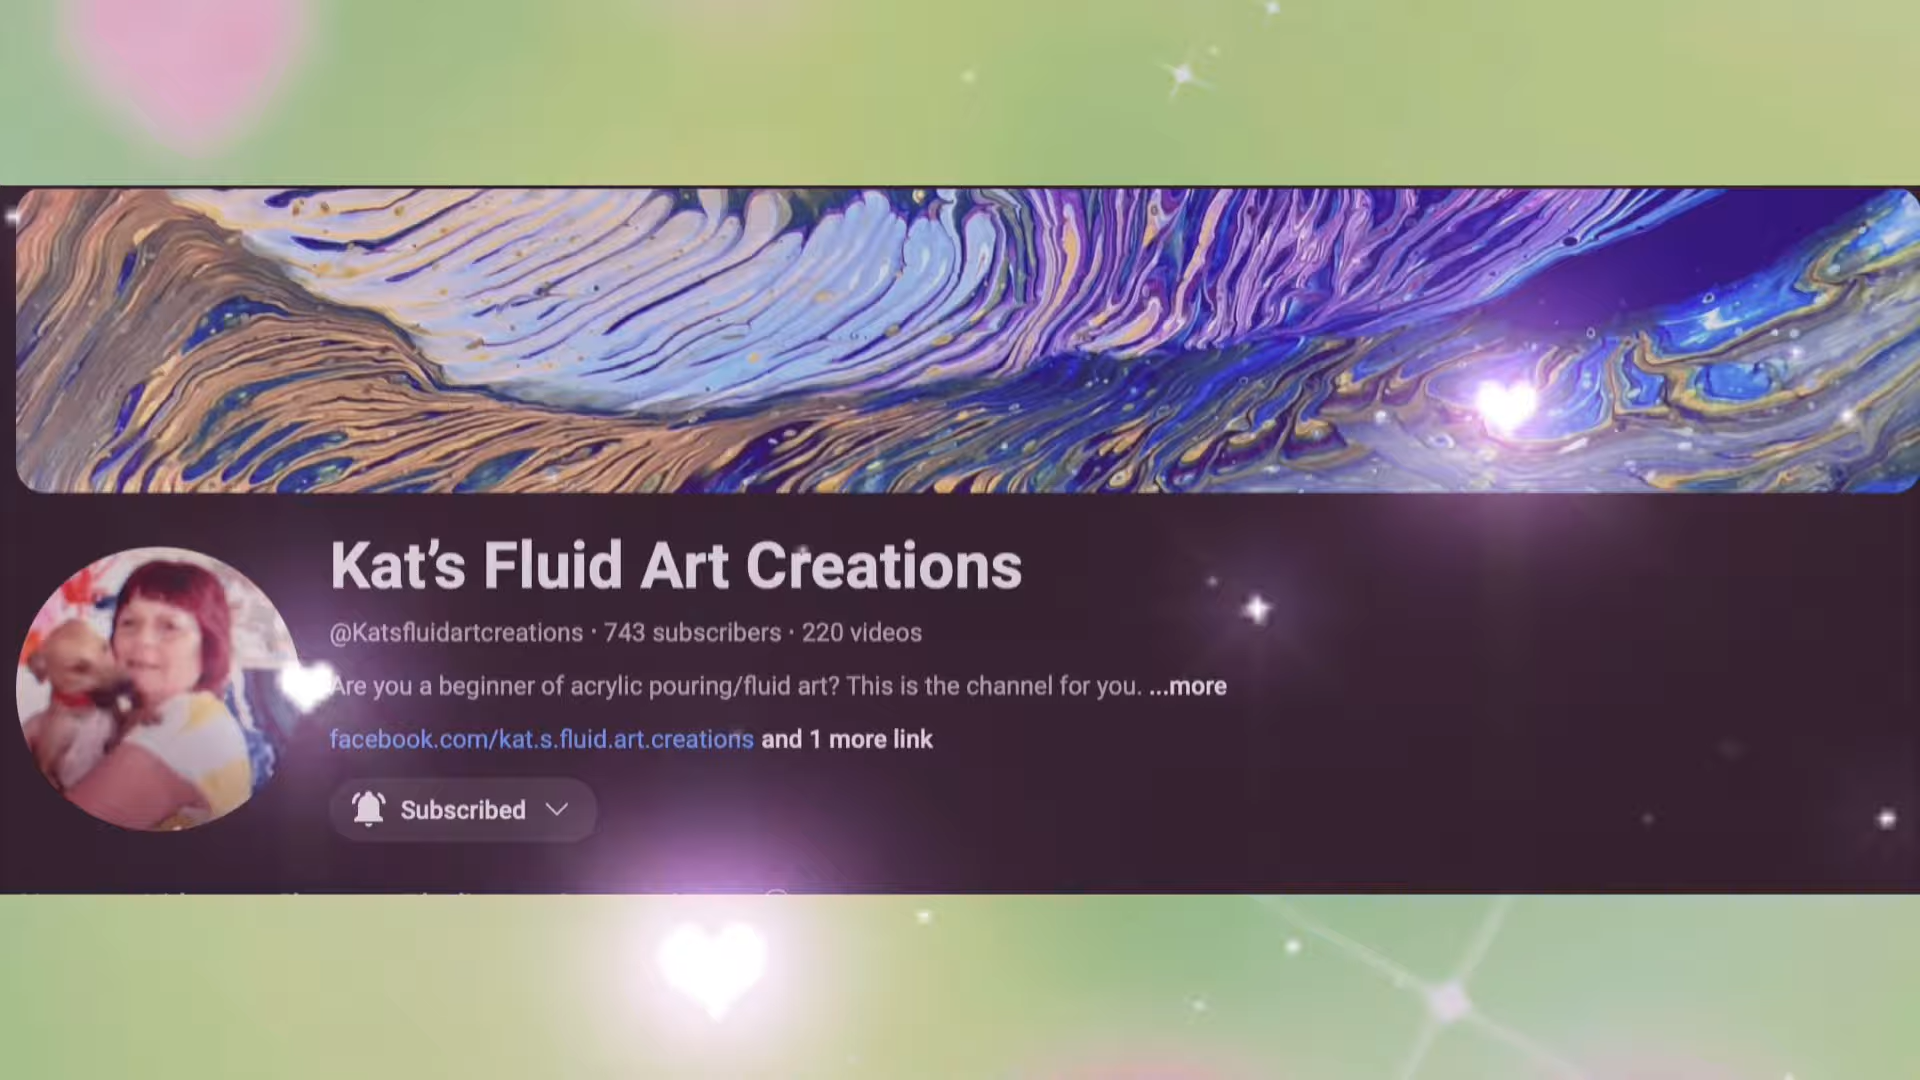 Kat’s Fluid Art Creations
@Katsfluidartcreations · 743 subscribers · 220 videos
Are you a beginner of acrylic pouring/fluid art? This is the channel for you. ...more
facebook.com/kat.s.fluid.art.creations and 1 more link
Subscribed